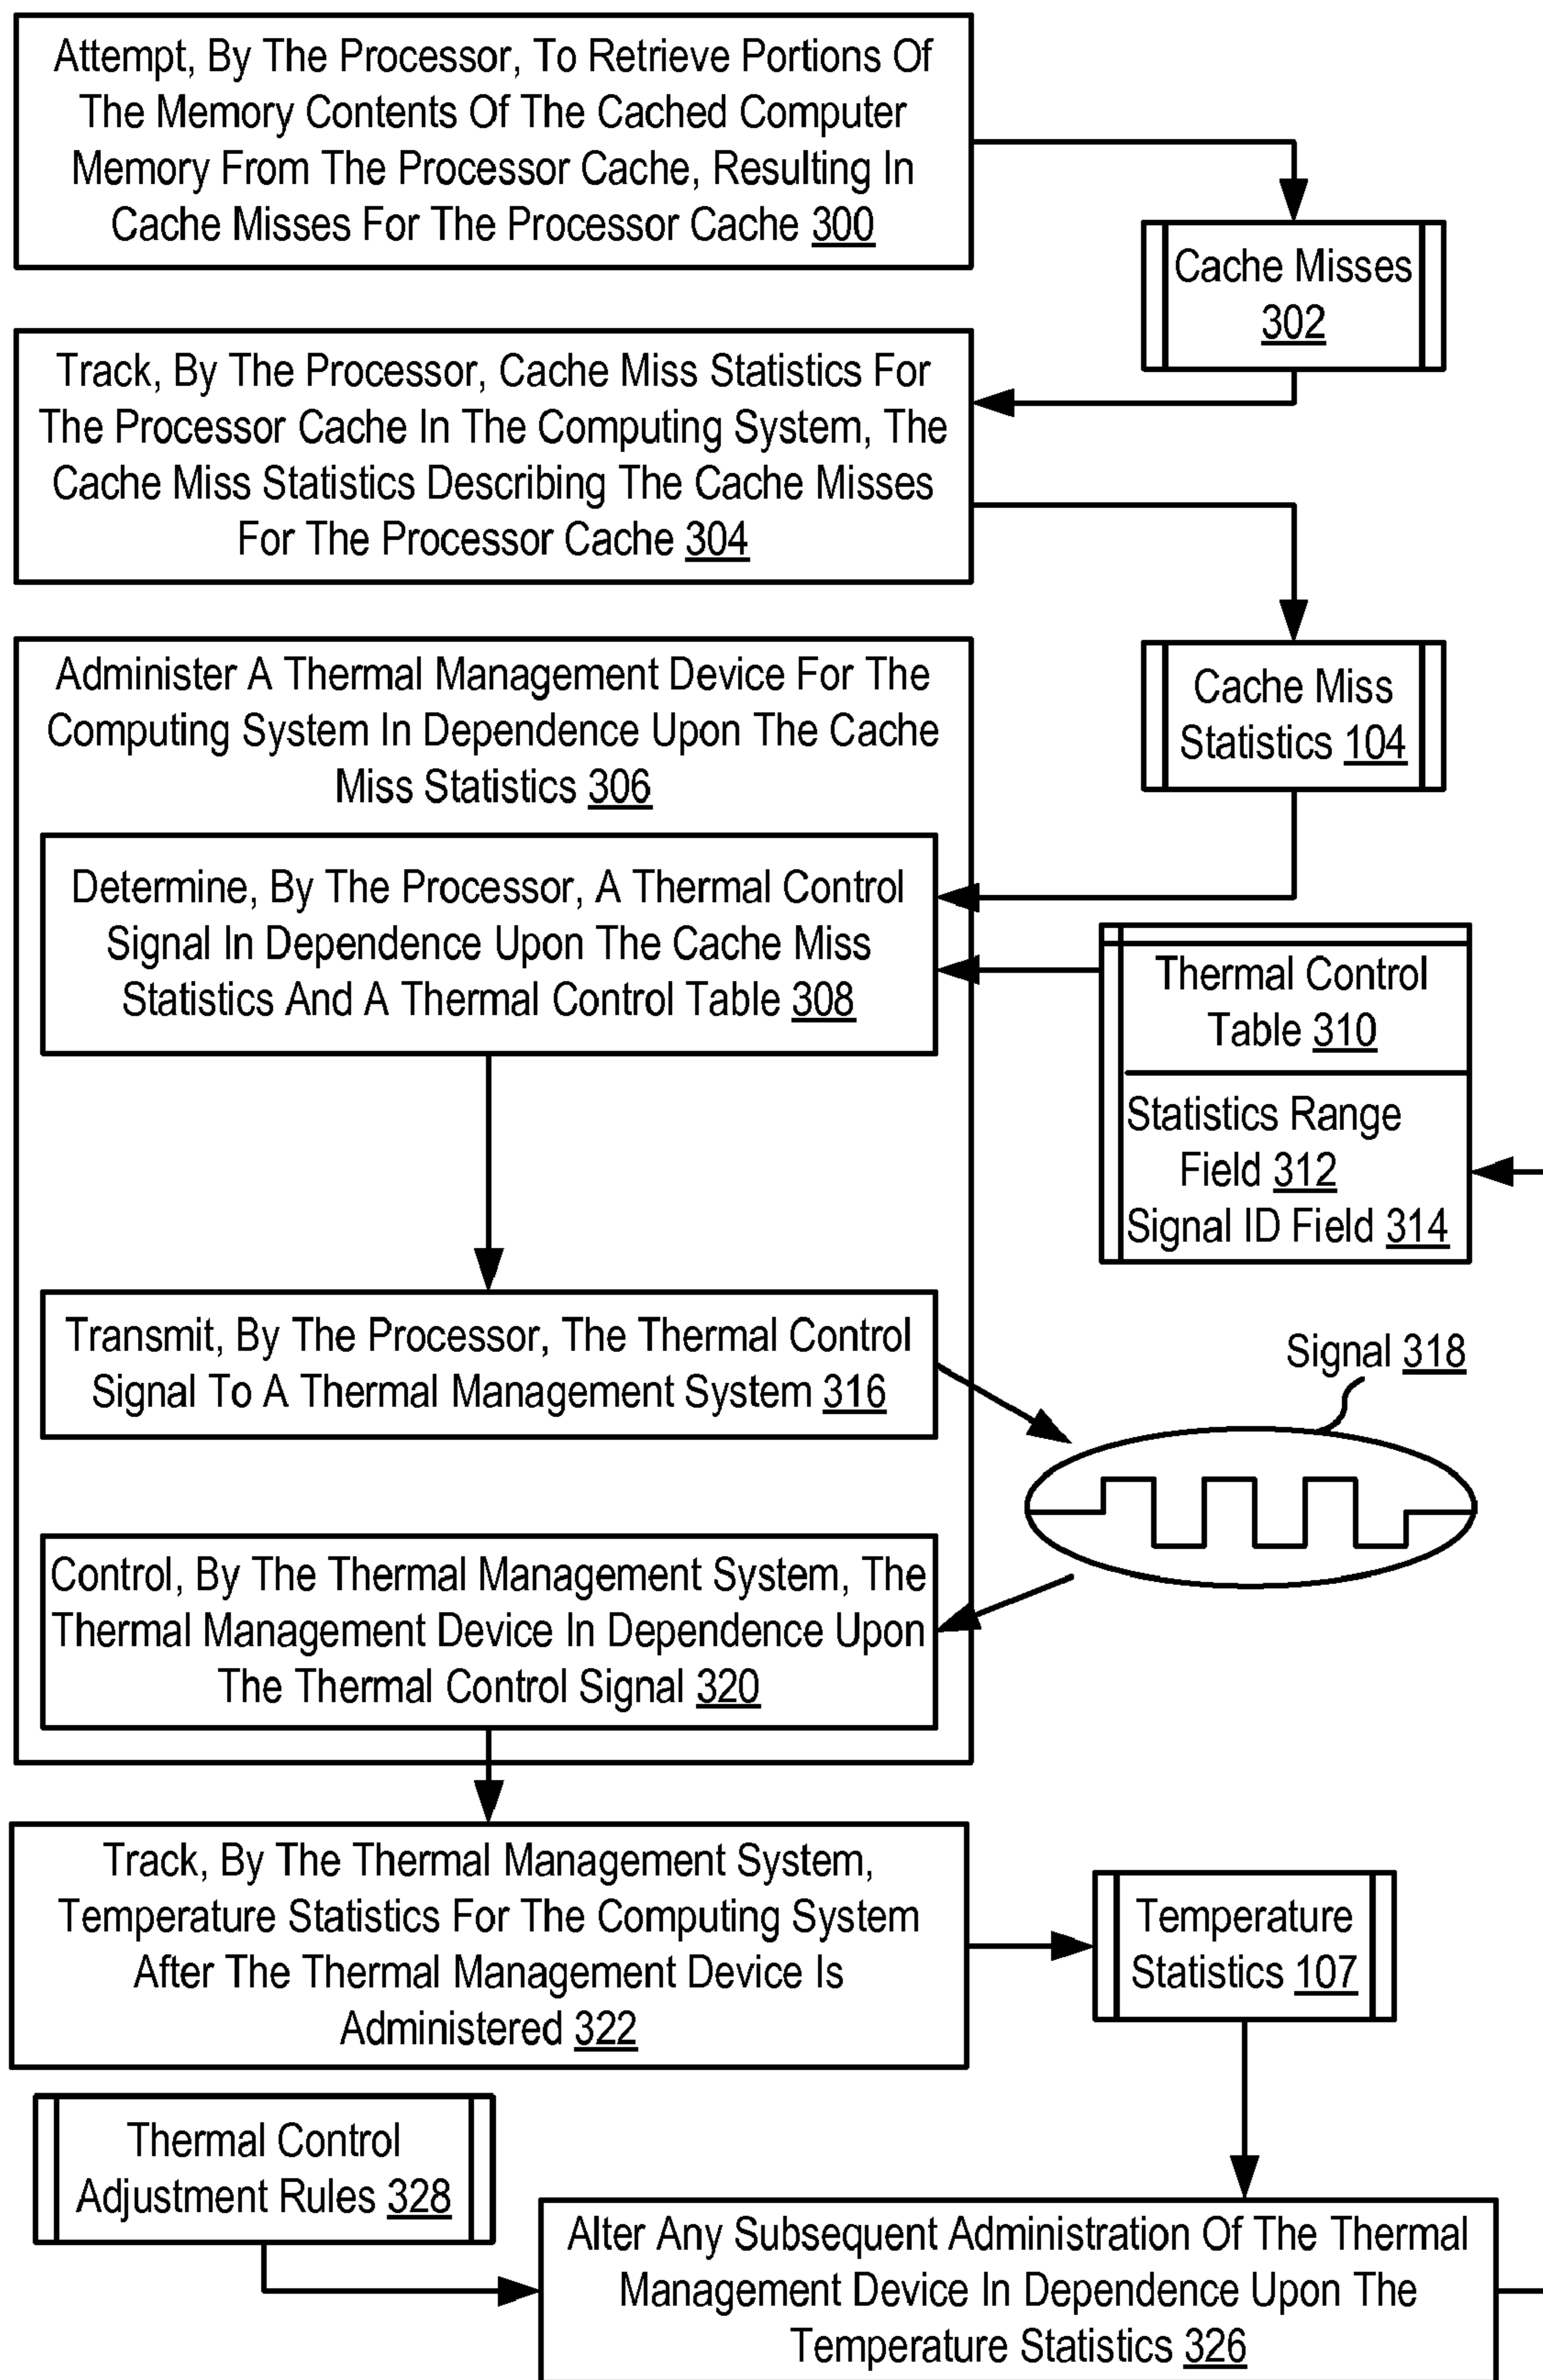 Attempt, By The Processor, To Retrieve Portions Of
The Memory Contents Of The Cached Computer
Memory From The Processor Cache, Resulting In
Cache Misses For The Processor Cache 300
Cache Misses
302
Track, By The Processor, Cache Miss Statistics For
The Processor Cache In The Computing System, The
Cache Miss Statistics Describing The Cache Misses
For The Processor Cache 304
Cache Miss
Statistics 104
Administer A Thermal Management Device For The
Computing System In Dependence Upon The Cache
Miss Statistics 306
Determine, By The Processor, A Thermal Control
Signal In Dependence Upon The Cache Miss
Statistics And A Thermal Control Table 308
Thermal Control
Table 310
Statistics Range
Field 312
Signal ID Field 314
Transmit, By The Processor, The Thermal Control
Signal To A Thermal Management System 316
Signal 318
Control, By The Thermal Management System, The
Thermal Management Device In Dependence Upon
The Thermal Control Signal 320
Track, By The Thermal Management System,
Temperature Statistics For The Computing System
After The Thermal Management Device Is
Administered 322
Temperature
Statistics 107
Thermal Control
Adjustment Rules 328
Alter Any Subsequent Administration Of The Thermal
Management Device In Dependence Upon The
Temperature Statistics 326